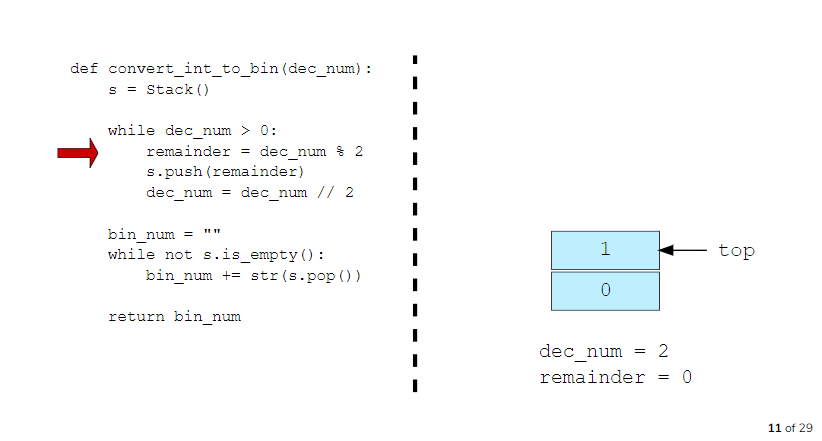 def convert_int_to_bin(dec_num):
    s = Stack()

    while dec_num > 0:
        remainder = dec_num % 2
        s.push(remainder)
        dec_num = dec_num // 2

    bin_num = ""
    while not s.is_empty():
        bin_num += str(s.pop())

    return bin_num
1
top
0
dec_num = 2
remainder = 0
11 of 29